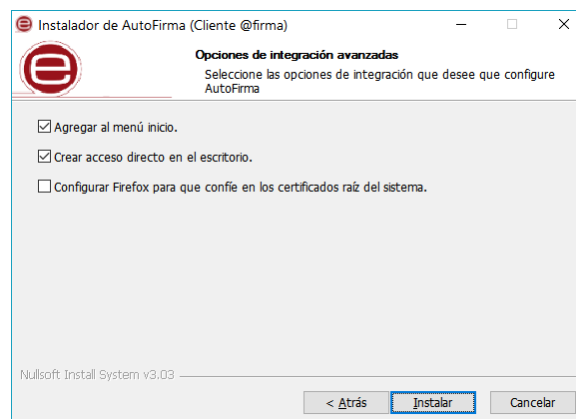 Instalador de AutoFirma (Cliente @firma)
Opciones de integración avanzadas
Seleccione las opciones de integración que desee que configure
AutoFirma
Agregar al menú inicio.
Crear acceso directo en el escritorio.
Configurar Firefox para que confíe en los certificados raíz del sistema.
Nullsoft Install System v3.03
< Atrás
Instalar
Cancelar